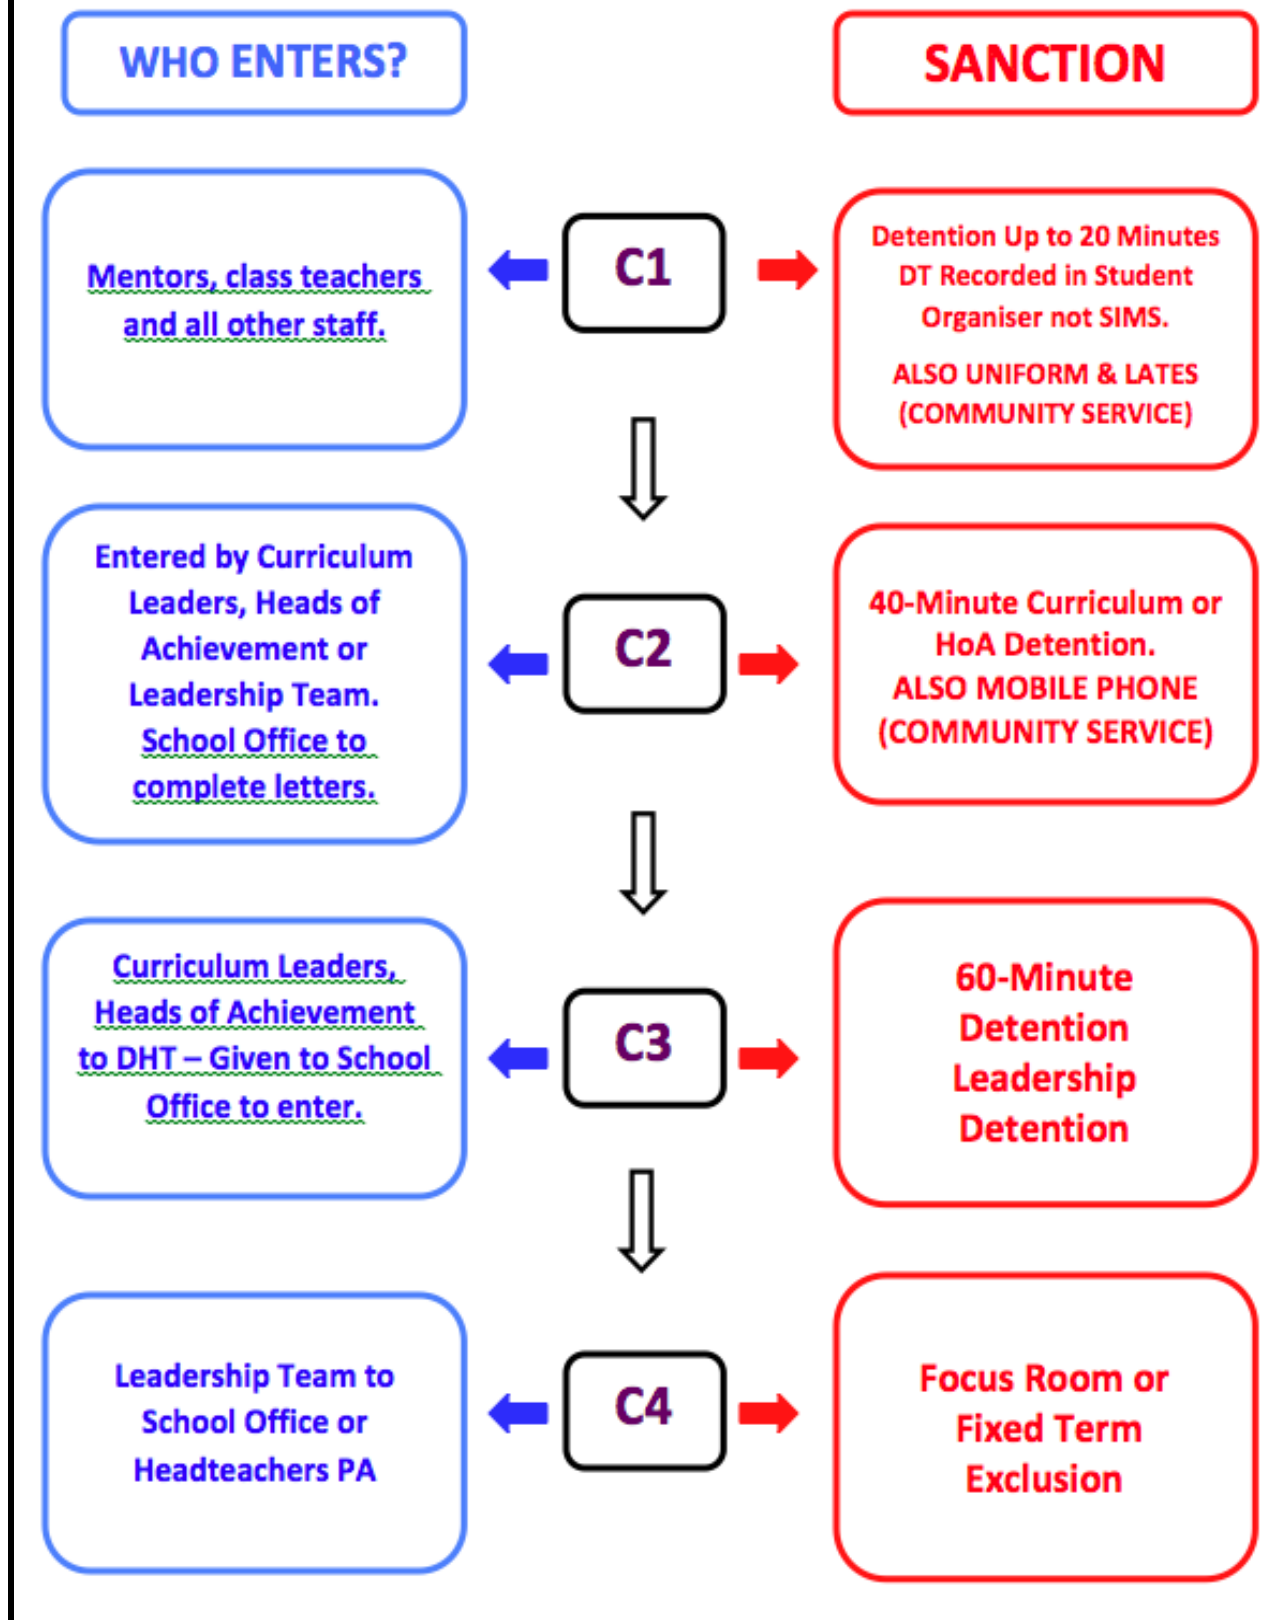 WHO ENTERS?
SANCTION
Mentors, class teachers
and all other staff.
C1
Detention Up to 20 Minutes
DT Recorded in Student
Organiser not SIMS.
ALSO UNIFORM & LATES
(COMMUNITY SERVICE)
Entered by Curriculum
Leaders, Heads of
Achievement or
Leadership Team.
School Office to
complete letters.
C2
40-Minute Curriculum or
HoA Detention.
ALSO MOBILE PHONE
(COMMUNITY SERVICE)
Curriculum Leaders,
Heads of Achievement
to DHT – Given to School
Office to enter.
C3
60-Minute
Detention
Leadership
Detention
Leadership Team to
School Office or
Headteachers PA
C4
Focus Room or
Fixed Term
Exclusion